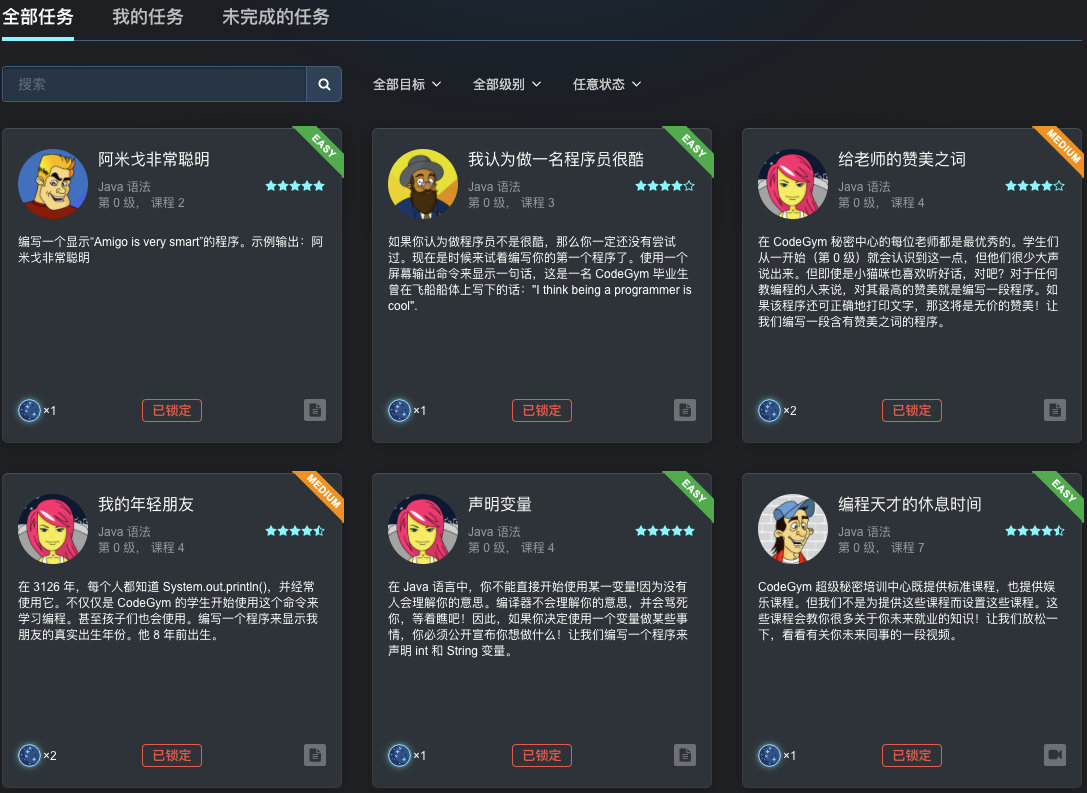 全部任务 我的任务 未完成的任务
搜索 全部目标 全部级别 任意状态
EASY
阿米戈非常聪明
Java 语法
第 0 级， 课程 2
编写一个显示“Amigo is very smart”的程序。示例输出：阿
米戈非常聪明
×1 已锁定
EASY
我认为做一名程序员很酷
Java 语法
第 0 级， 课程 3
如果你认为做程序员不是很酷，那么你一定还没有尝试
过。现在是时候来试着编写你的第一个程序了。使用一个
屏幕输出命令来显示一句话，这是一名 CodeGym 毕业生
曾在飞船船体上写下的话："I think being a programmer is
cool".
×1 已锁定
MEDIUM
给老师的赞美之词
Java 语法
第 0 级， 课程 4
在 CodeGym 秘密中心的每位老师都是最优秀的。学生们
从一开始（第 0 级）就会认识到这一点，但他们很少大声
说出来。但即使是小猫咪也喜欢听好话，对吧？对于任何
教编程的人来说，对其最高的赞美就是编写一段程序。如
果该程序还可正确地打印文字，那这将是无价的赞美！让
我们编写一段含有赞美之词的程序。
×2 已锁定
MEDIUM
我的年轻朋友
Java 语法
第 0 级， 课程 4
在 3126 年，每个人都知道 System.out.println()，并经常
使用它。不仅仅是 CodeGym 的学生开始使用这个命令来
学习编程。甚至孩子们也会使用。编写一个程序来显示我
朋友的真实出生年份。他 8 年前出生。
×2 已锁定
EASY
声明变量
Java 语法
第 0 级， 课程 4
在 Java 语言中，你不能直接开始使用某一变量!因为没有
人会理解你的意思。编译器不会理解你的意思，并会骂死
你，等着瞧吧！因此，如果你决定使用一个变量做某些事
情，你必须公开宣布你想做什么！让我们编写一个程序来
声明 int 和 String 变量。
×1 已锁定
EASY
编程天才的休息时间
Java 语法
第 0 级， 课程 7
CodeGym 超级秘密培训中心既提供标准课程，也提供娱
乐课程。但我们不是为提供这些课程而设置这些课程。这
些课程会教你很多关于你未来就业的知识！让我们放松一
下，看看有关你未来同事的一段视频。
×1 已锁定